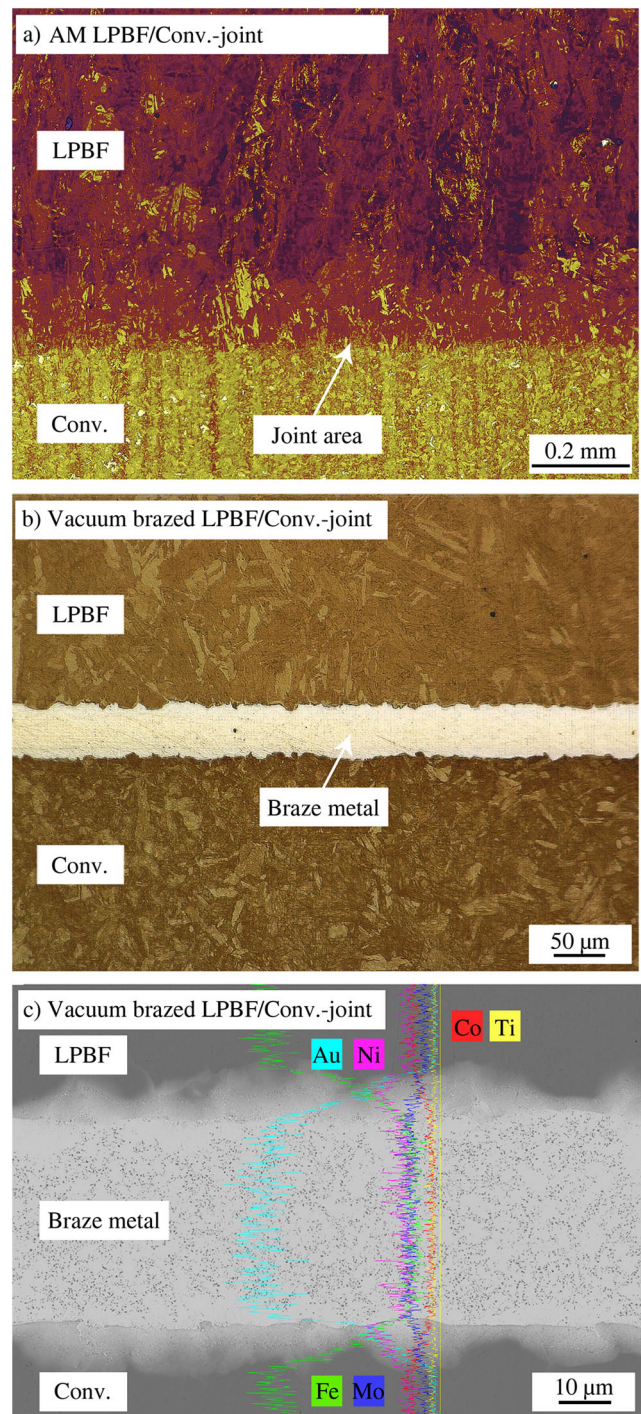 a) AM LPBF/Conv.-joint
LPBF
Conv.
Joint area
0.2 mm
b) Vacuum brazed LPBF/Conv.-joint
LPBF
Braze metal
Conv.
50 µm
c) Vacuum brazed LPBF/Conv.-joint
LPBF
Au Ni
Co Ti
Braze metal
Conv.
Fe Mo
10 µm